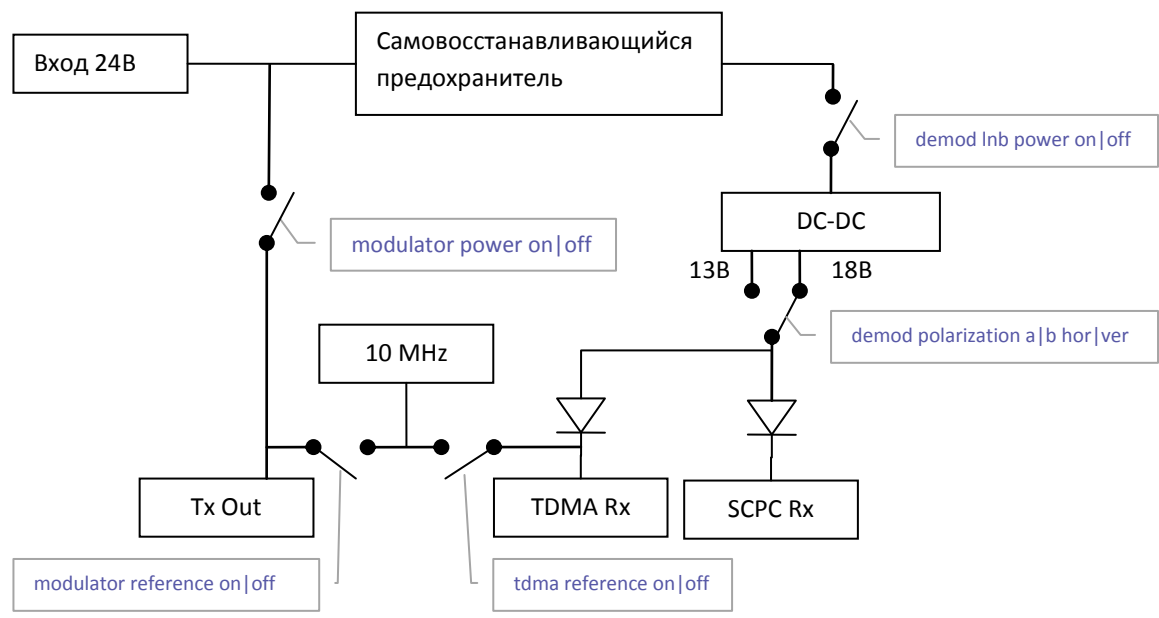 Вход 24В
Самовосстанавливающийся
предохранитель
demod lnb power on|off
DC-DC
modulator power on|off
13В
18В
demod polarization a|b hor|ver
10 MHz
Tx Out
TDMA Rx
SCPC Rx
modulator reference on|off
tdma reference on|off